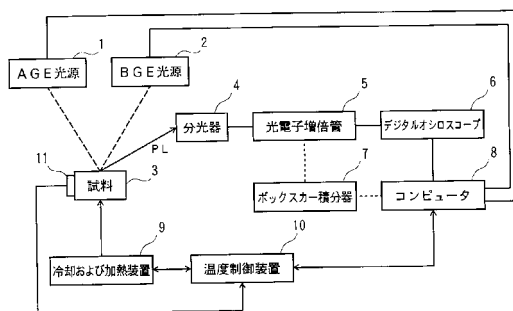 1
2
AGE光源
BGE光源
4
5
6
分光器
光電子増倍管
デジタルオシロスコープ
PL
11
試料
3
7
8
ボックスカー積分器
コンピュータ
9
10
冷却および加熱装置
温度制御装置